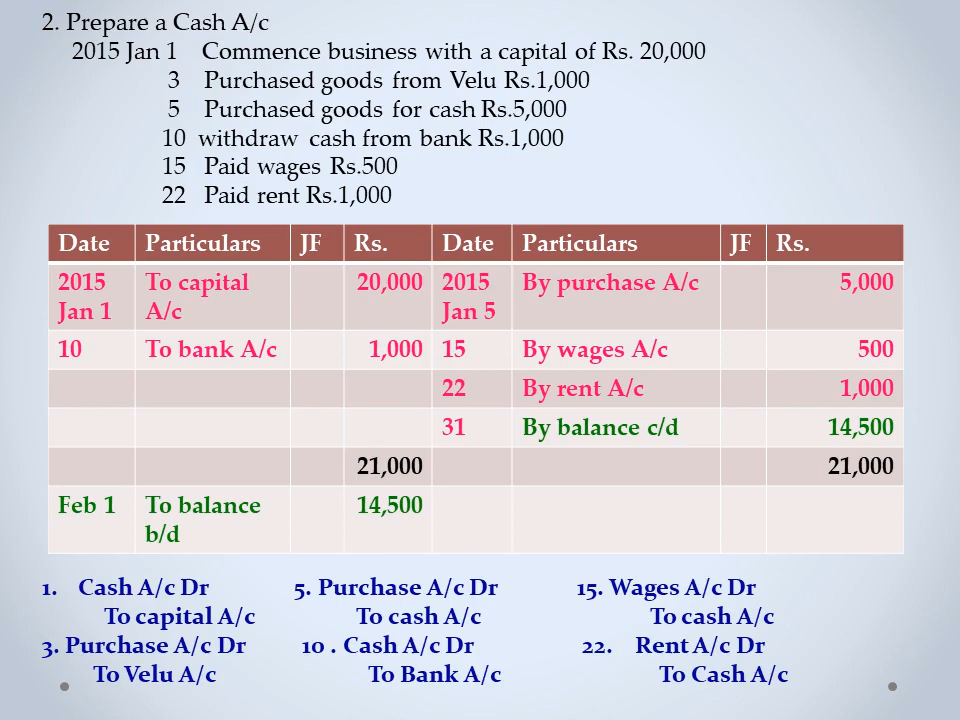 2. Prepare a Cash A/c
2015 Jan 1 Commence business with a capital of Rs. 20,000
3 Purchased goods from Velu Rs.1,000
5 Purchased goods for cash Rs.5,000
10 withdraw cash from bank Rs.1,000
15 Paid wages Rs.500
22 Paid rent Rs.1,000
Date Particulars JF Rs. Date Particulars JF Rs.
2015 To capital 20,000 2015 By purchase A/c 5,000
Jan 1 A/c Jan 5
10 To bank A/c 1,000 15 By wages A/c 500
22 By rent A/c 1,000
31 By balance c/d 14,500
21,000 21,000
Feb 1 To balance 14,500
b/d
1. Cash A/c Dr 5. Purchase A/c Dr 15. Wages A/c Dr
To capital A/c To cash A/c To cash A/c
3. Purchase A/c Dr 10 . Cash A/c Dr 22. Rent A/c Dr
To Velu A/c To Bank A/c To Cash A/c